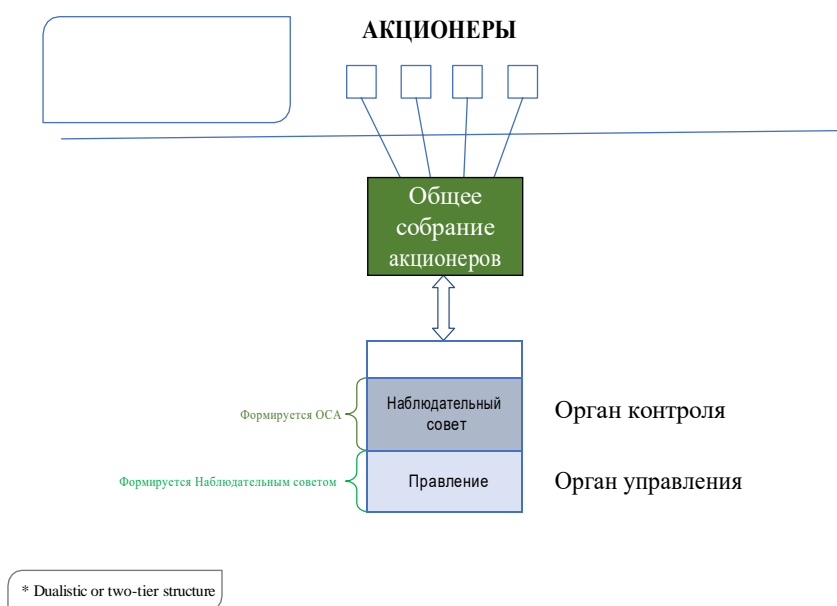 АКЦИОНЕРЫ
Общее
собрание
акционеров
Формируется ОСА
Наблюдательный
совет
Орган контроля
Формируется Наблюдательным советом
Правление
Орган управления
* Dualistic or two-tier structure